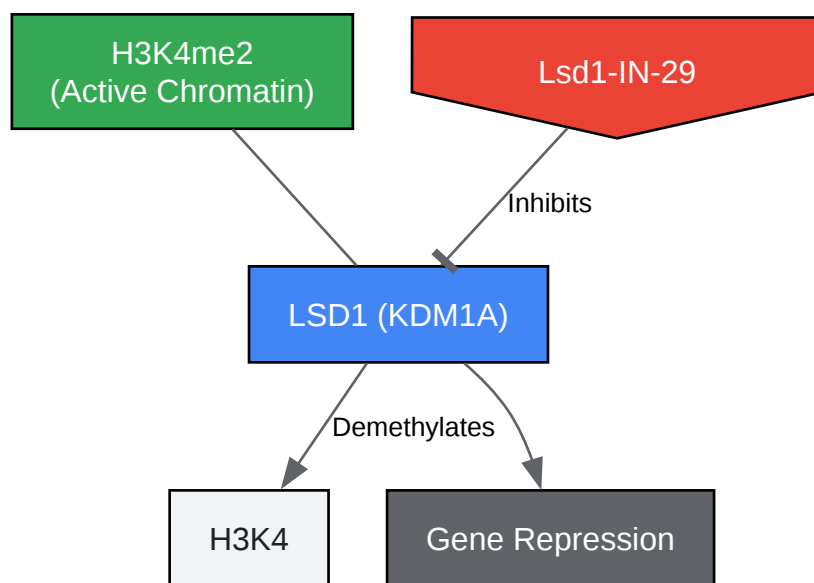 H3K4me2
(Active Chromatin)
Lsd1-IN-29
Inhibits
LSD1 (KDM1A)
Demethylates
H3K4
Gene Repression